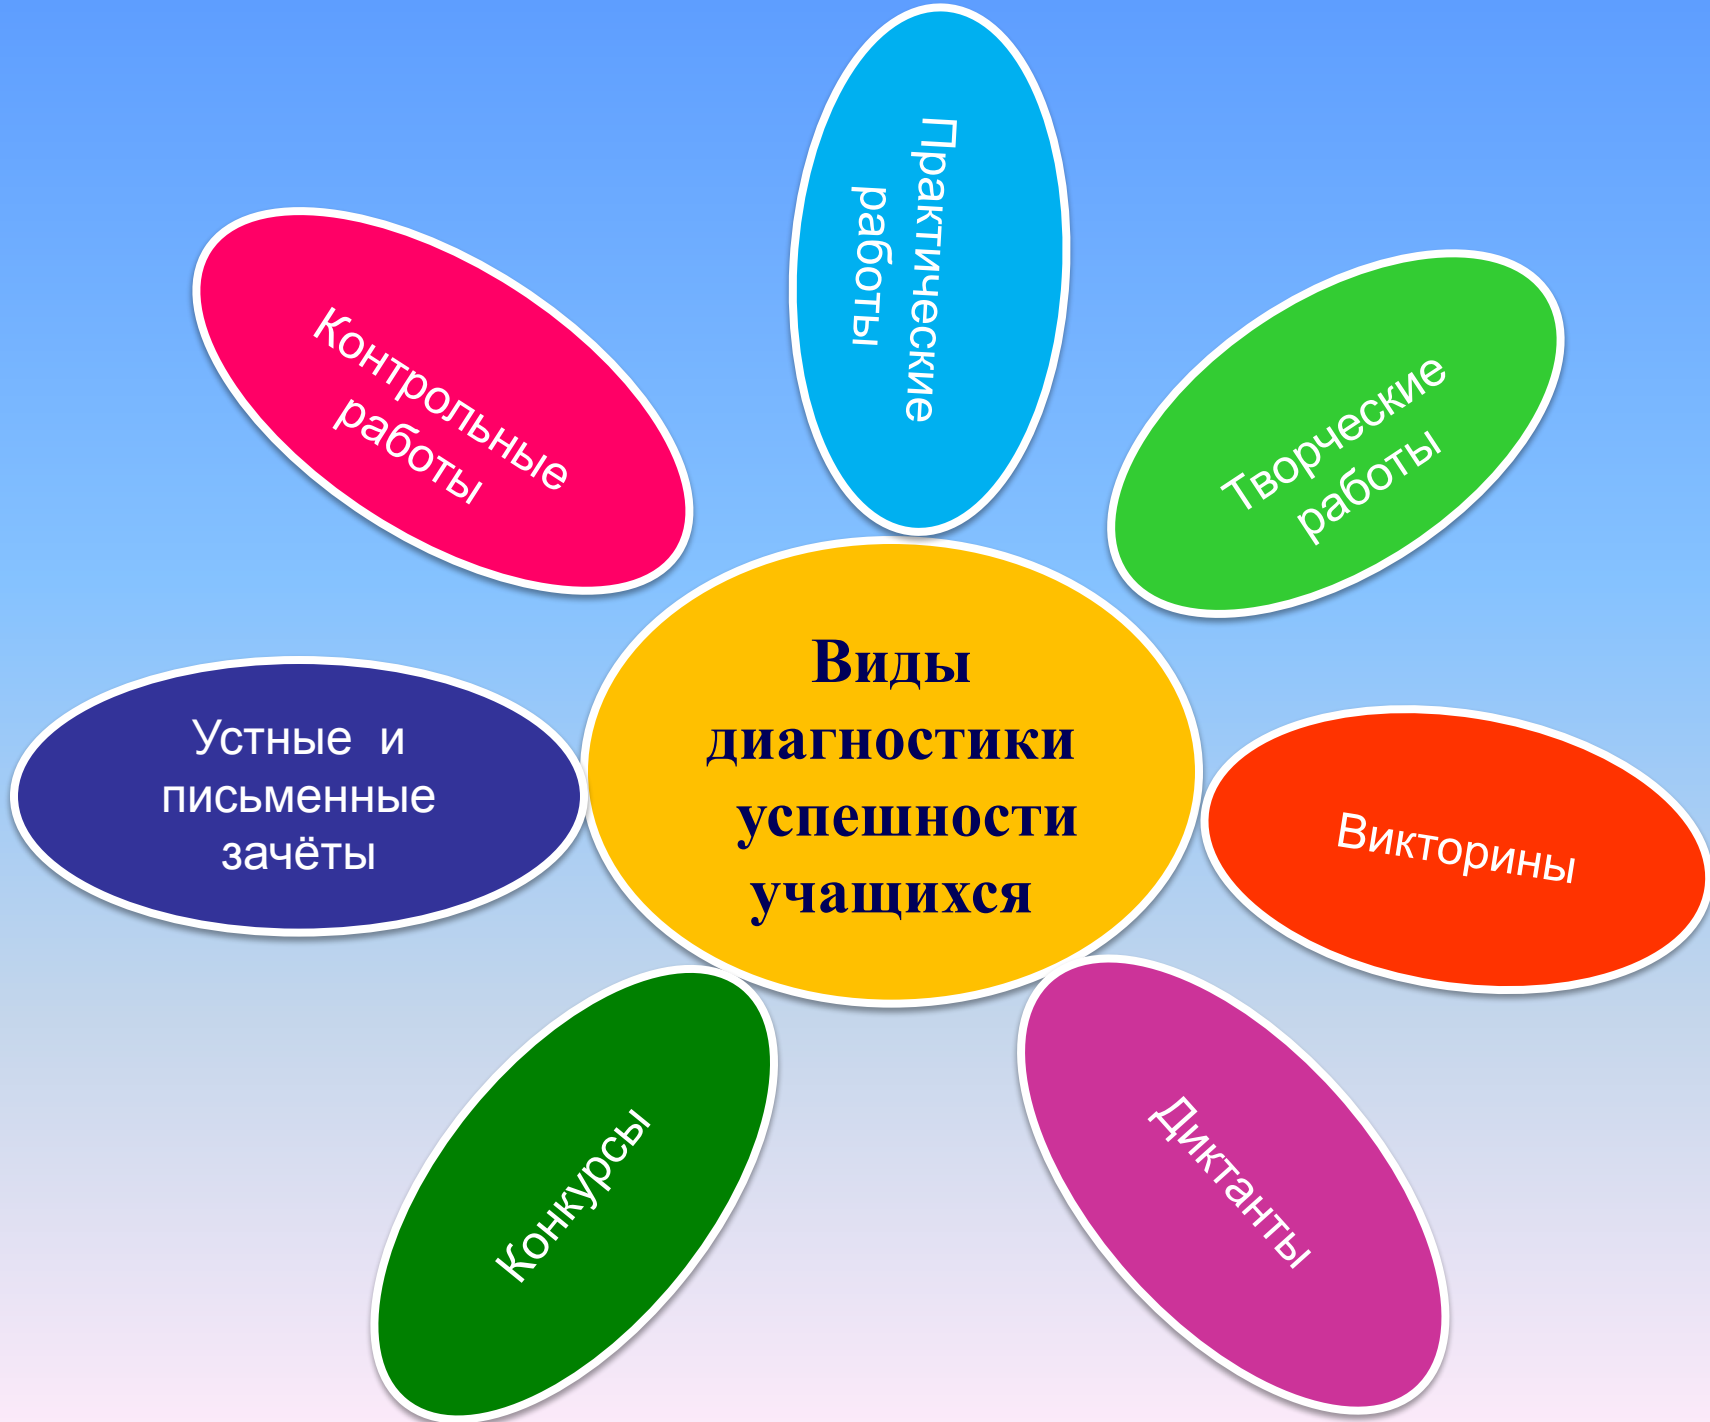 Практические
работы
Контрольные
работы
Творческие
работы
Виды
диагностики
успешности
учащихся
Устные и
письменные
зачёты
Викторины
Конкурсы
Диктанты